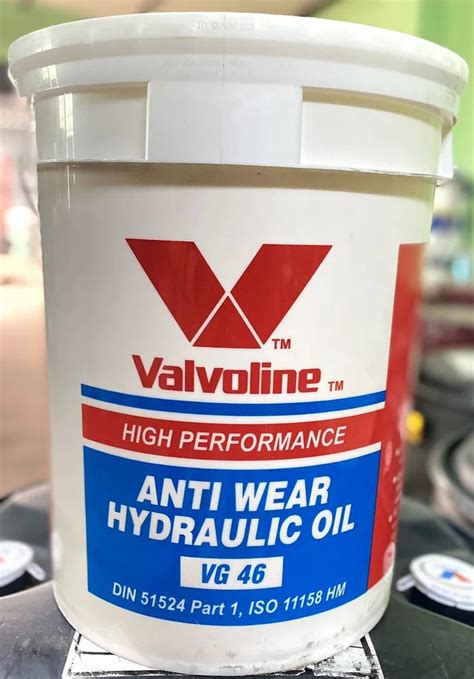 TM
Valvoline TM
HIGH PERFORMANCE
ANTI WEAR
HYDRAULIC OIL
VG 46
DIN 51524 Part 1, ISO 11158 HM